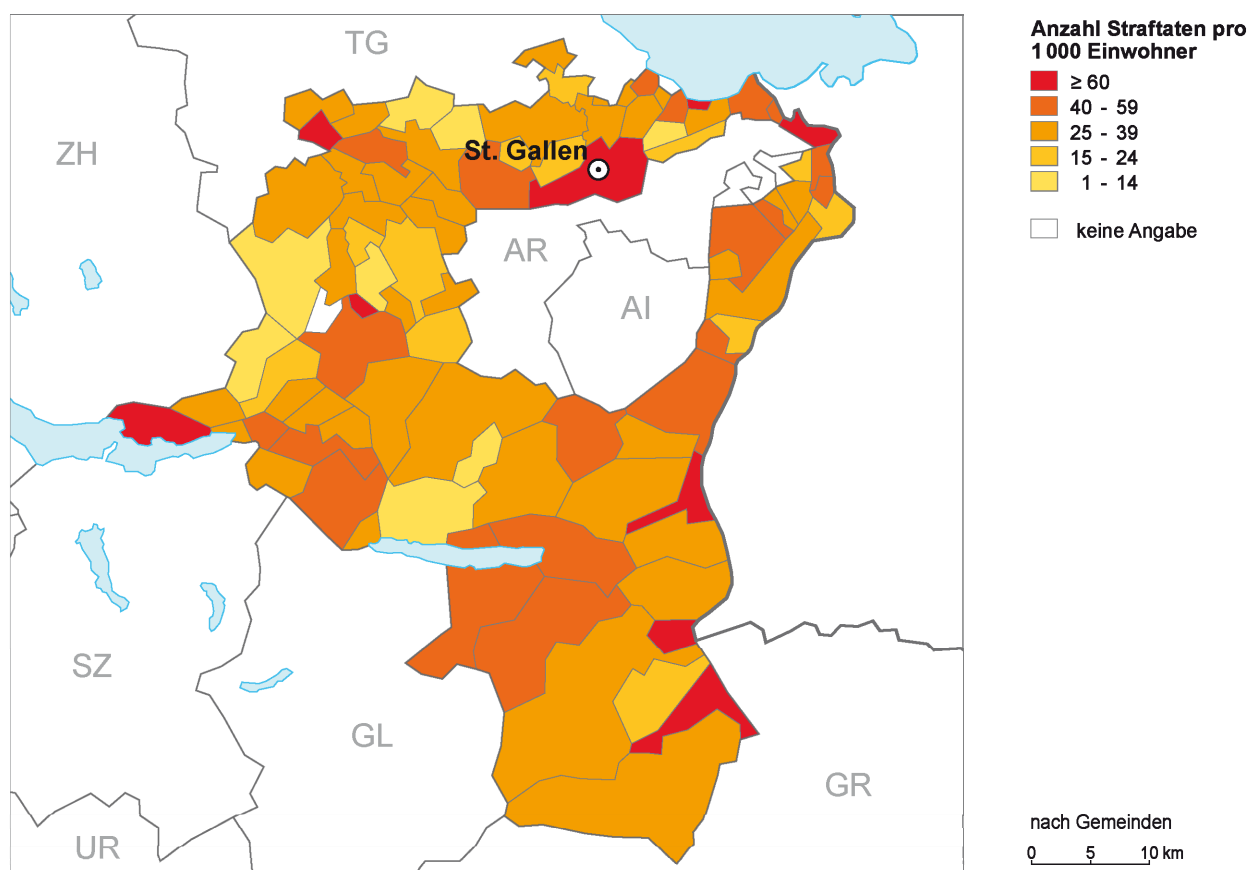 Anzahl Straftaten pro
1 000 Einwohner
≥ 60
40 - 59
25 - 39
15 - 24
1 - 14
keine Angabe
TG
ZH
St. Gallen
AR
AI
SZ
GL
GR
UR
nach Gemeinden
0 5 10 km